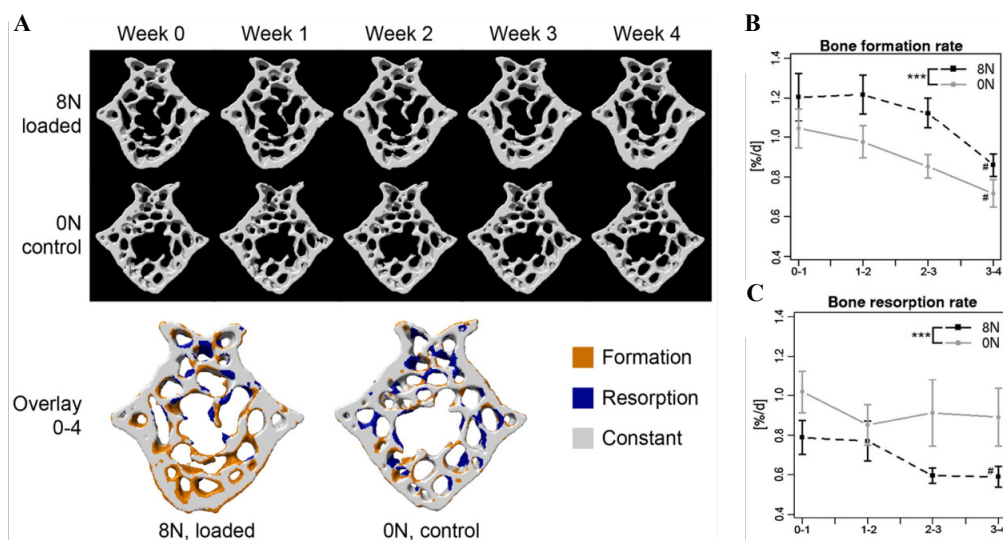 A
Week 0 Week 1 Week 2 Week 3 Week 4
8N
loaded
0N
control
Overlay
0-4
Formation
Resorption
Constant
8N, loaded
0N, control
B
Bone formation rate
*** 8N
0N
[%/d]
1.4
1.2
1.0
0.8
0.6
0.4
#
#
0-1 1-2 2-3 3-4
C
Bone resorption rate
*** 8N
0N
[%/d]
1.4
1.2
1.0
0.8
0.6
0.4
#
0-1 1-2 2-3 3-4